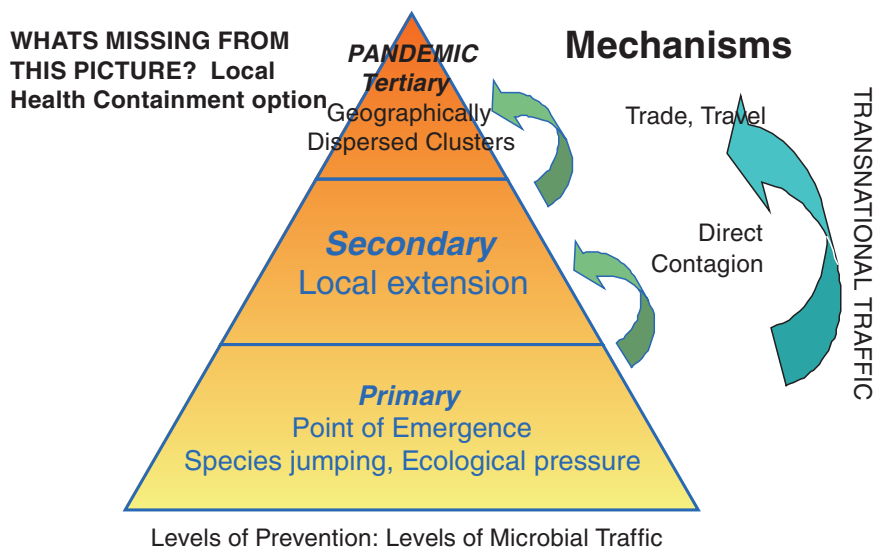 WHATS MISSING FROM
THIS PICTURE? Local
Health Containment option
PANDEMIC
Tertiary
Geographically
Dispersed Clusters
Secondary
Local extension
Primary
Point of Emergence
Species jumping, Ecological pressure
Mechanisms
Trade, Travel
Direct
Contagion
TRANSNATIONAL TRAFFIC
Levels of Prevention: Levels of Microbial Traffic